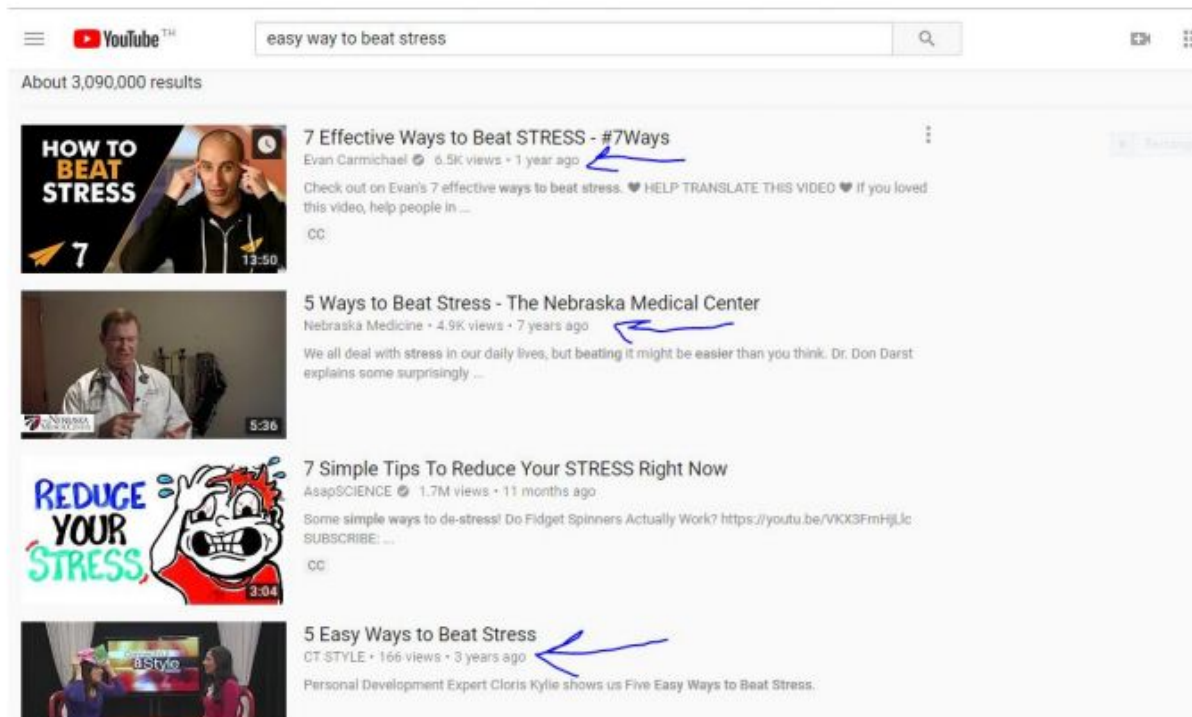 YouTube TH
easy way to beat stress
About 3,090,000 results
HOW TO
BEAT
STRESS
7
13:50
7 Effective Ways to Beat STRESS - #7Ways
Evan Carmichael 6.5K views • 1 year ago
Check out on Evan's 7 effective ways to beat stress. ♥ HELP TRANSLATE THIS VIDEO ♥ If you loved
this video, help people in ...
CC
5:36
5 Ways to Beat Stress - The Nebraska Medical Center
Nebraska Medicine • 4.9K views • 7 years ago
We all deal with stress in our daily lives, but beating it might be easier than you think. Dr. Don Darst
explains some surprisingly ...
REDUCE
YOUR
STRESS
3:04
7 Simple Tips To Reduce Your STRESS Right Now
AsapSCIENCE 1.7M views • 11 months ago
Some simple ways to de-stress! Do Fidget Spinners Actually Work?
SUBSCRIBE: ...
CC
Style
5 Easy Ways to Beat Stress
CT STYLE • 166 views • 3 years ago
Personal Development Expert Cloris Kylie shows us Five Easy Ways to Beat Stress.